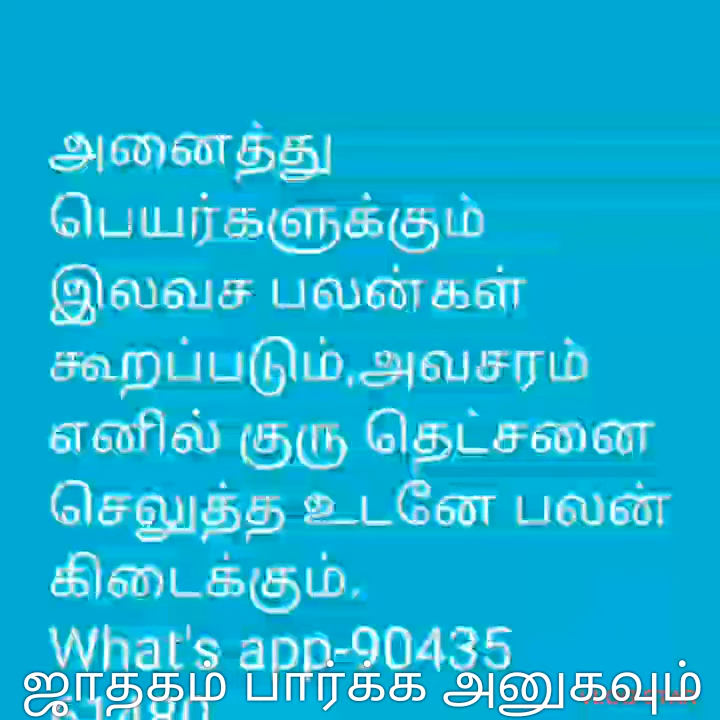 அனைத்து
பெயர்களுக்கும்
இலவச பலன்கள்
கூறப்படும்.அவசரம்
எனில் குரு தெட்சனை
செலுத்த உடனே பலன்
கிடைக்கும்.
What's app-90435
ஜாதகம் பார்க்க அனுகவும்